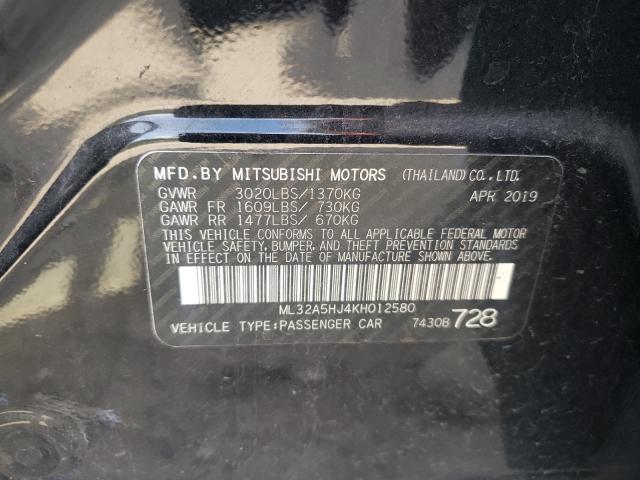 MFD.BY MITSUBISHI MOTORS (THAILAND)CO.,LTD.
GVWR 3020LBS/1370KG APR 2019
GAWR FR 1609LBS/ 730KG
GAWR RR 1477LBS/ 670KG
THIS VEHICLE CONFORMS TO ALL APPLICABLE FEDERAL MOTOR
VEHICLE SAFETY, BUMPER, AND THEFT PREVENTION STANDARDS
IN EFFECT ON THE DATE OF MANUFACTURE SHOWN ABOVE.
ML32A5HJ4KH012580
VEHICLE TYPE:PASSENGER CAR 7430B 728